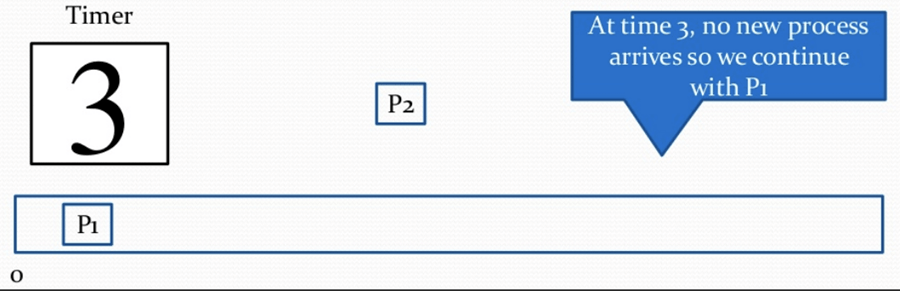 Timer
3
P2
At time 3, no new process
arrives so we continue
with P1
P1
0